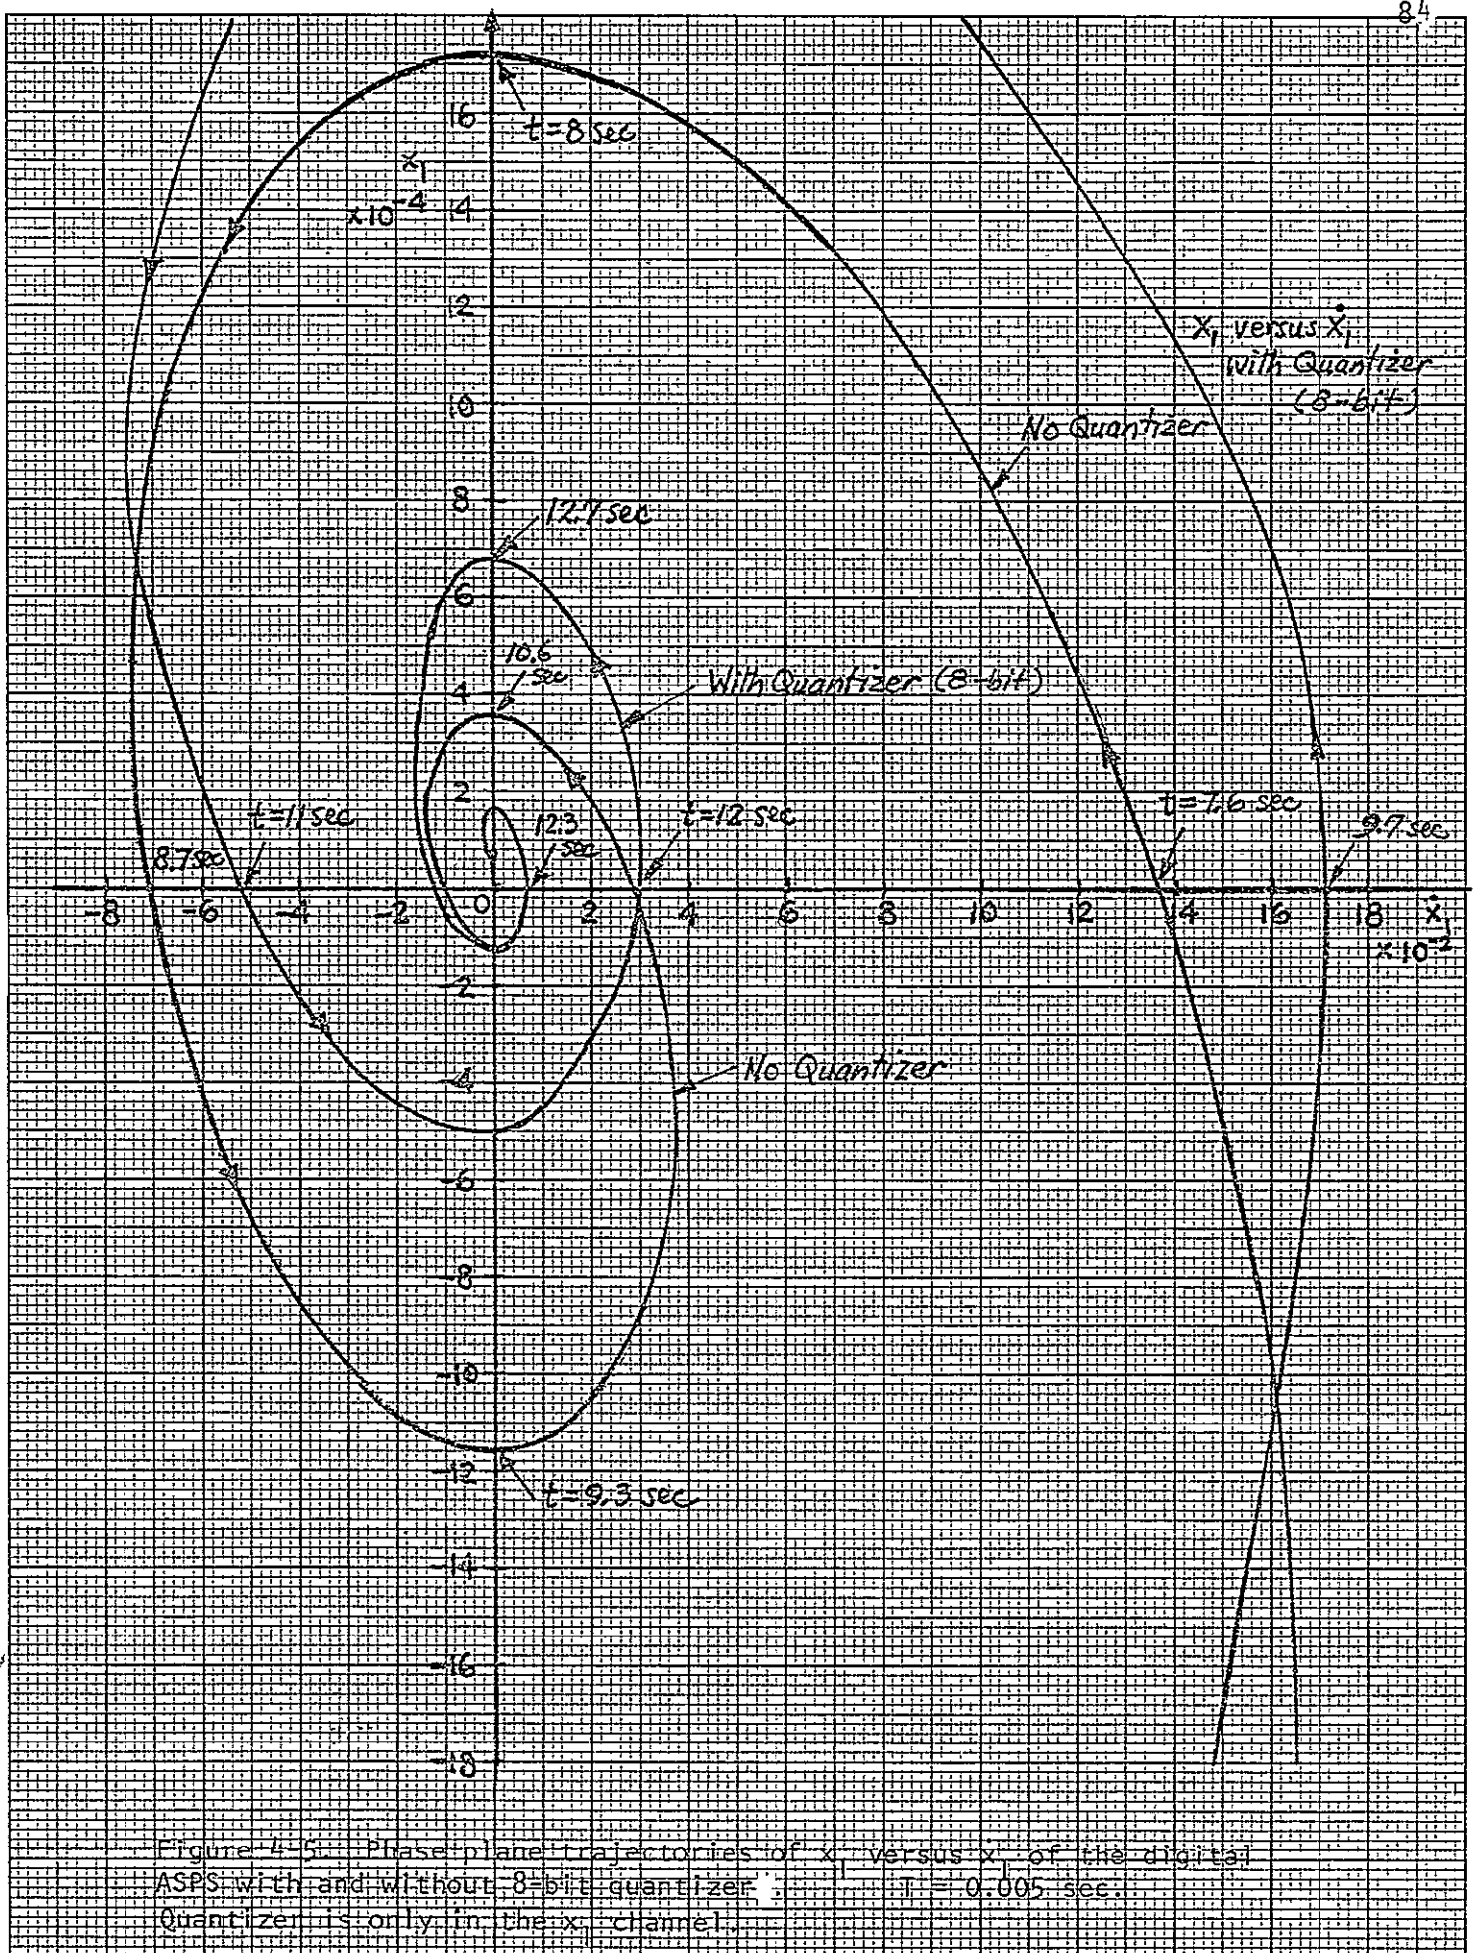 84
16
t=8 sec
x₁
×10⁻⁴ 14
12
X₁ versus Ẋ₁
with Quantizer
(8-bit)
10
No Quantizer
8
12.7 sec
6
10.6
sec
4
With Quantizer (8-bit)
2
t=11 sec
12.3
sec
t=12 sec
t=7.6 sec
9.7 sec
8.7 sec
-8 -6 -4 -2 0 2 4 6 8 10 12 14 16 18 ẋ₁
×10⁻²
-2
-4
No Quantizer
-6
-8
-10
-12
t=9.3 sec
-14
-16
-18
Figure 4-5. Phase plane trajectories of x₁ versus ẋ₁ of the digital
ASPS with and without 8-bit quantizer. T = 0.005 sec.
Quantizer is only in the x₁ channel.